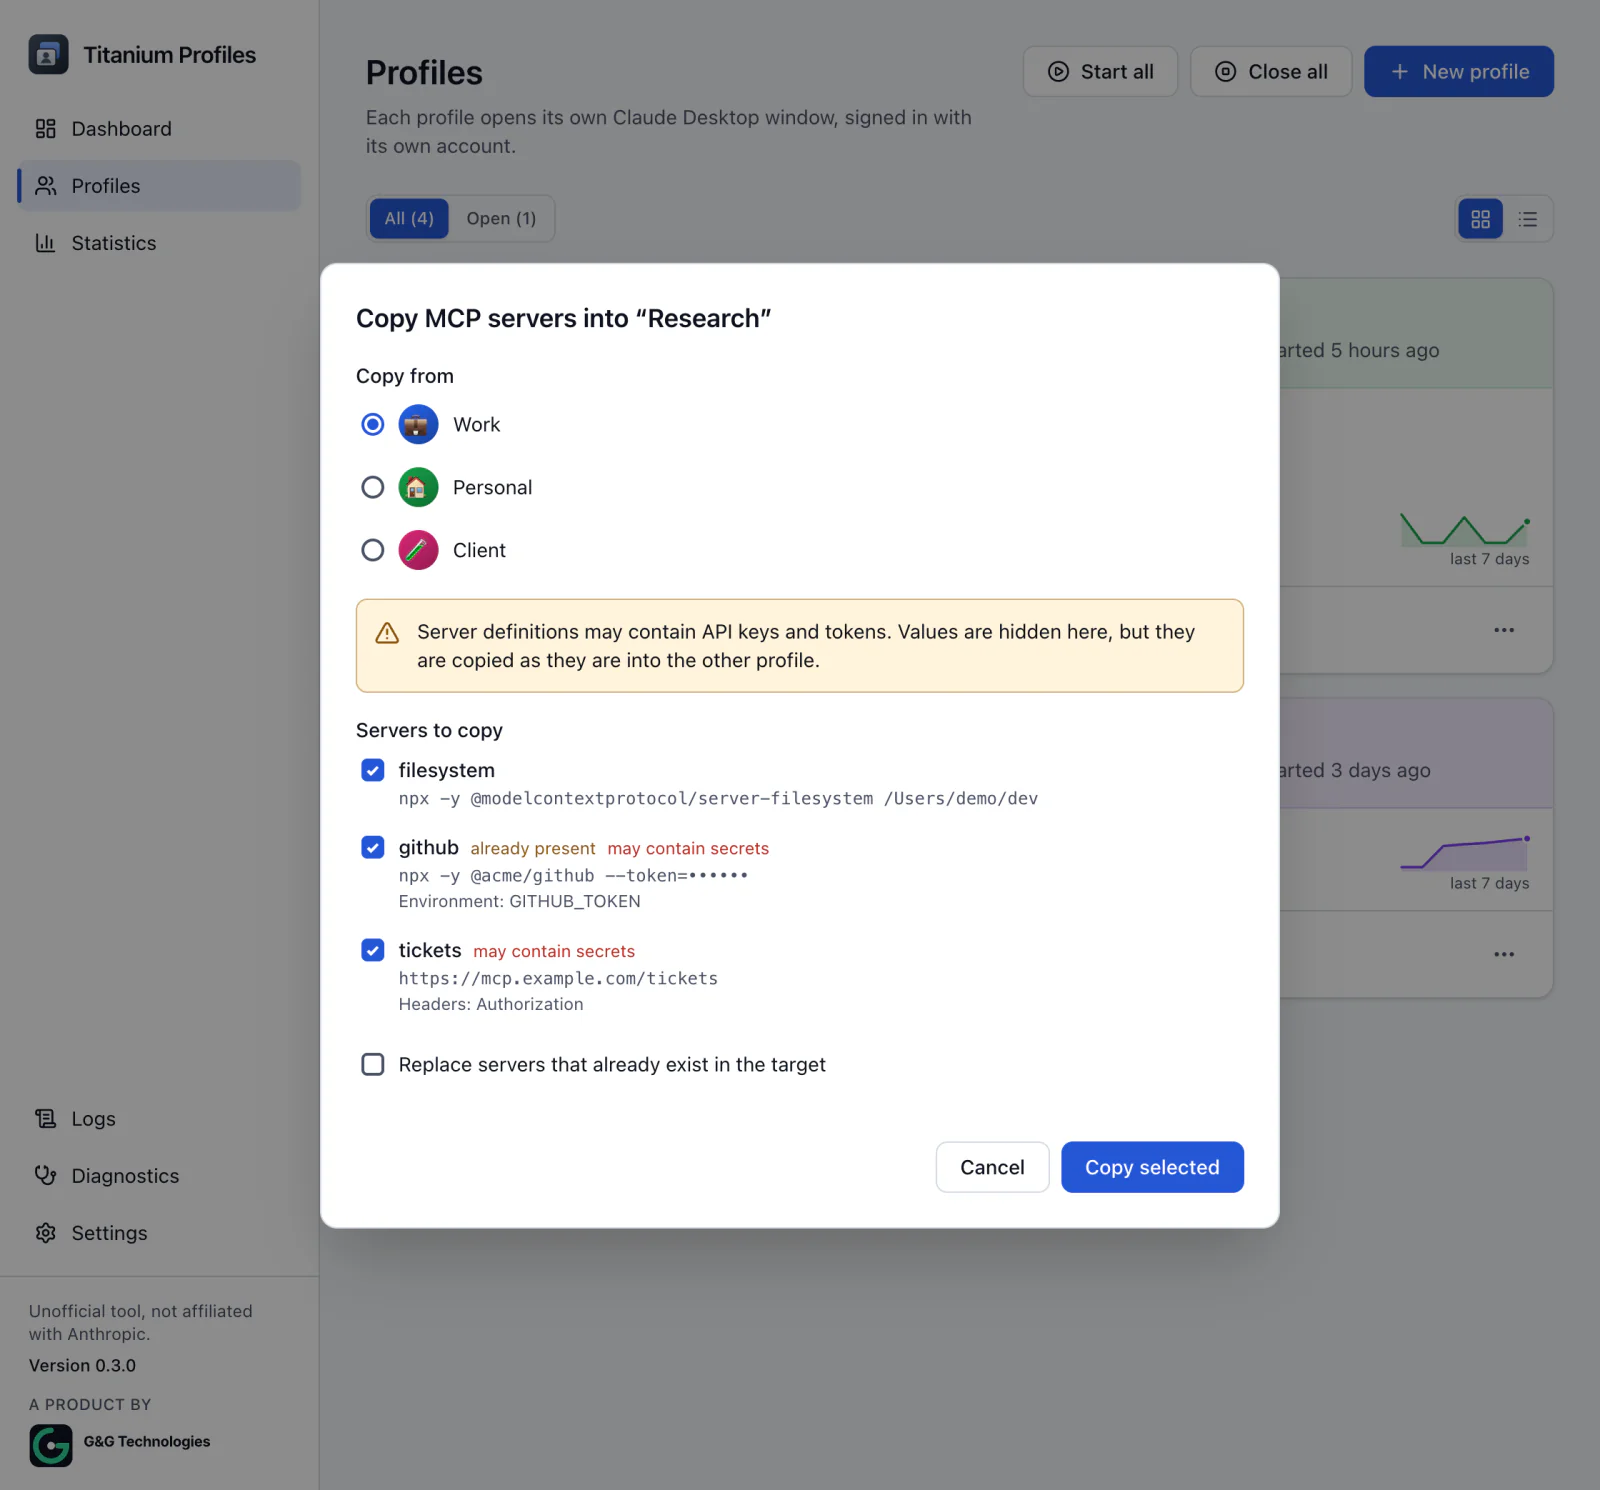 Titanium Profiles
Dashboard
Profiles
Statistics
Logs
Diagnostics
Settings
Unofficial tool, not affiliated
with Anthropic.
Version 0.3.0
A PRODUCT BY
G&G Technologies
Profiles
Each profile opens its own Claude Desktop window, signed in with
its own account.
Start all
Close all
New profile
All (4)
Open (1)
arted 5 hours ago
last 7 days
arted 3 days ago
last 7 days
Copy MCP servers into “Research”
Copy from
Work
Personal
Client
Server definitions may contain API keys and tokens. Values are hidden here, but they
are copied as they are into the other profile.
Servers to copy
filesystem
npx -y @modelcontextprotocol/server-filesystem /Users/demo/dev
github already present may contain secrets
npx -y @acme/github --token=••••••
Environment: GITHUB_TOKEN
tickets may contain secrets
https://mcp.example.com/tickets
Headers: Authorization
Replace servers that already exist in the target
Cancel
Copy selected